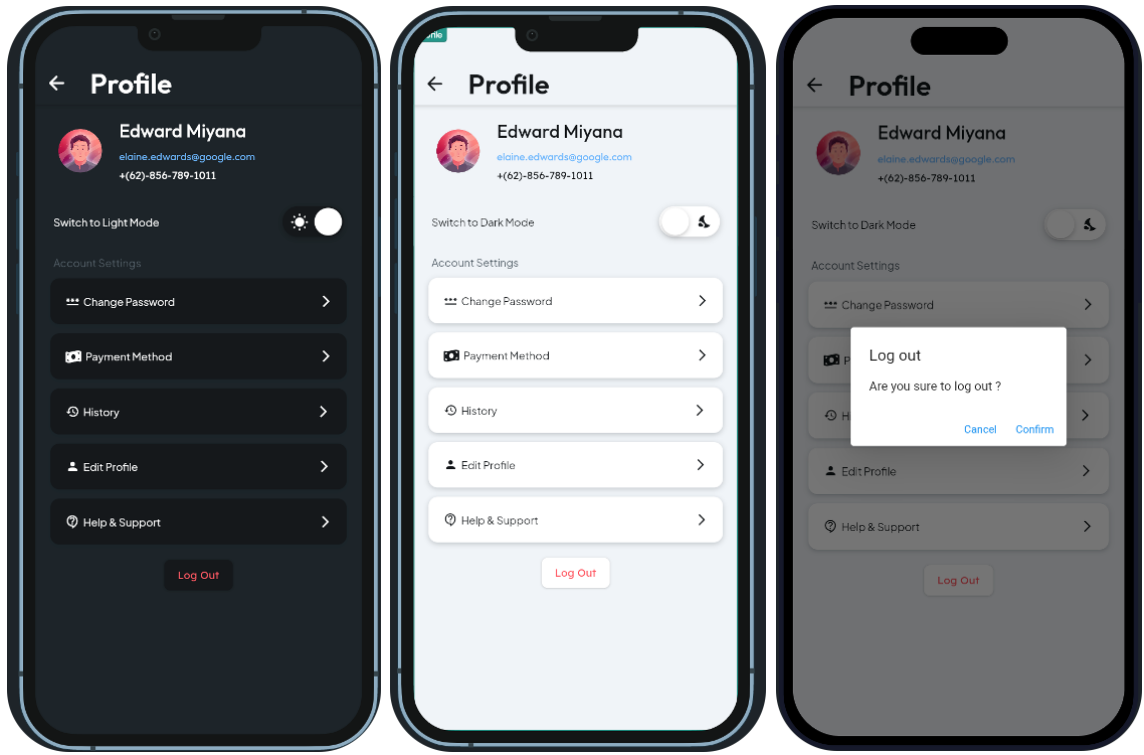 Profile
Edward Miyana
elaine.edwards@google.com
+(62)-856-789-1011
Switch to Light Mode
Account Settings
Change Password
Payment Method
History
Edit Profile
Help & Support
Log Out
Profile
Edward Miyana
elaine.edwards@google.com
+(62)-856-789-1011
Switch to Dark Mode
Account Settings
Change Password
Payment Method
History
Edit Profile
Help & Support
Log Out
Profile
Edward Miyana
elaine.edwards@google.com
+(62)-856-789-1011
Switch to Dark Mode
Account Settings
Change Password
Log out
Are you sure to log out ?
Cancel
Confirm
Edit Profile
Help & Support
Log Out